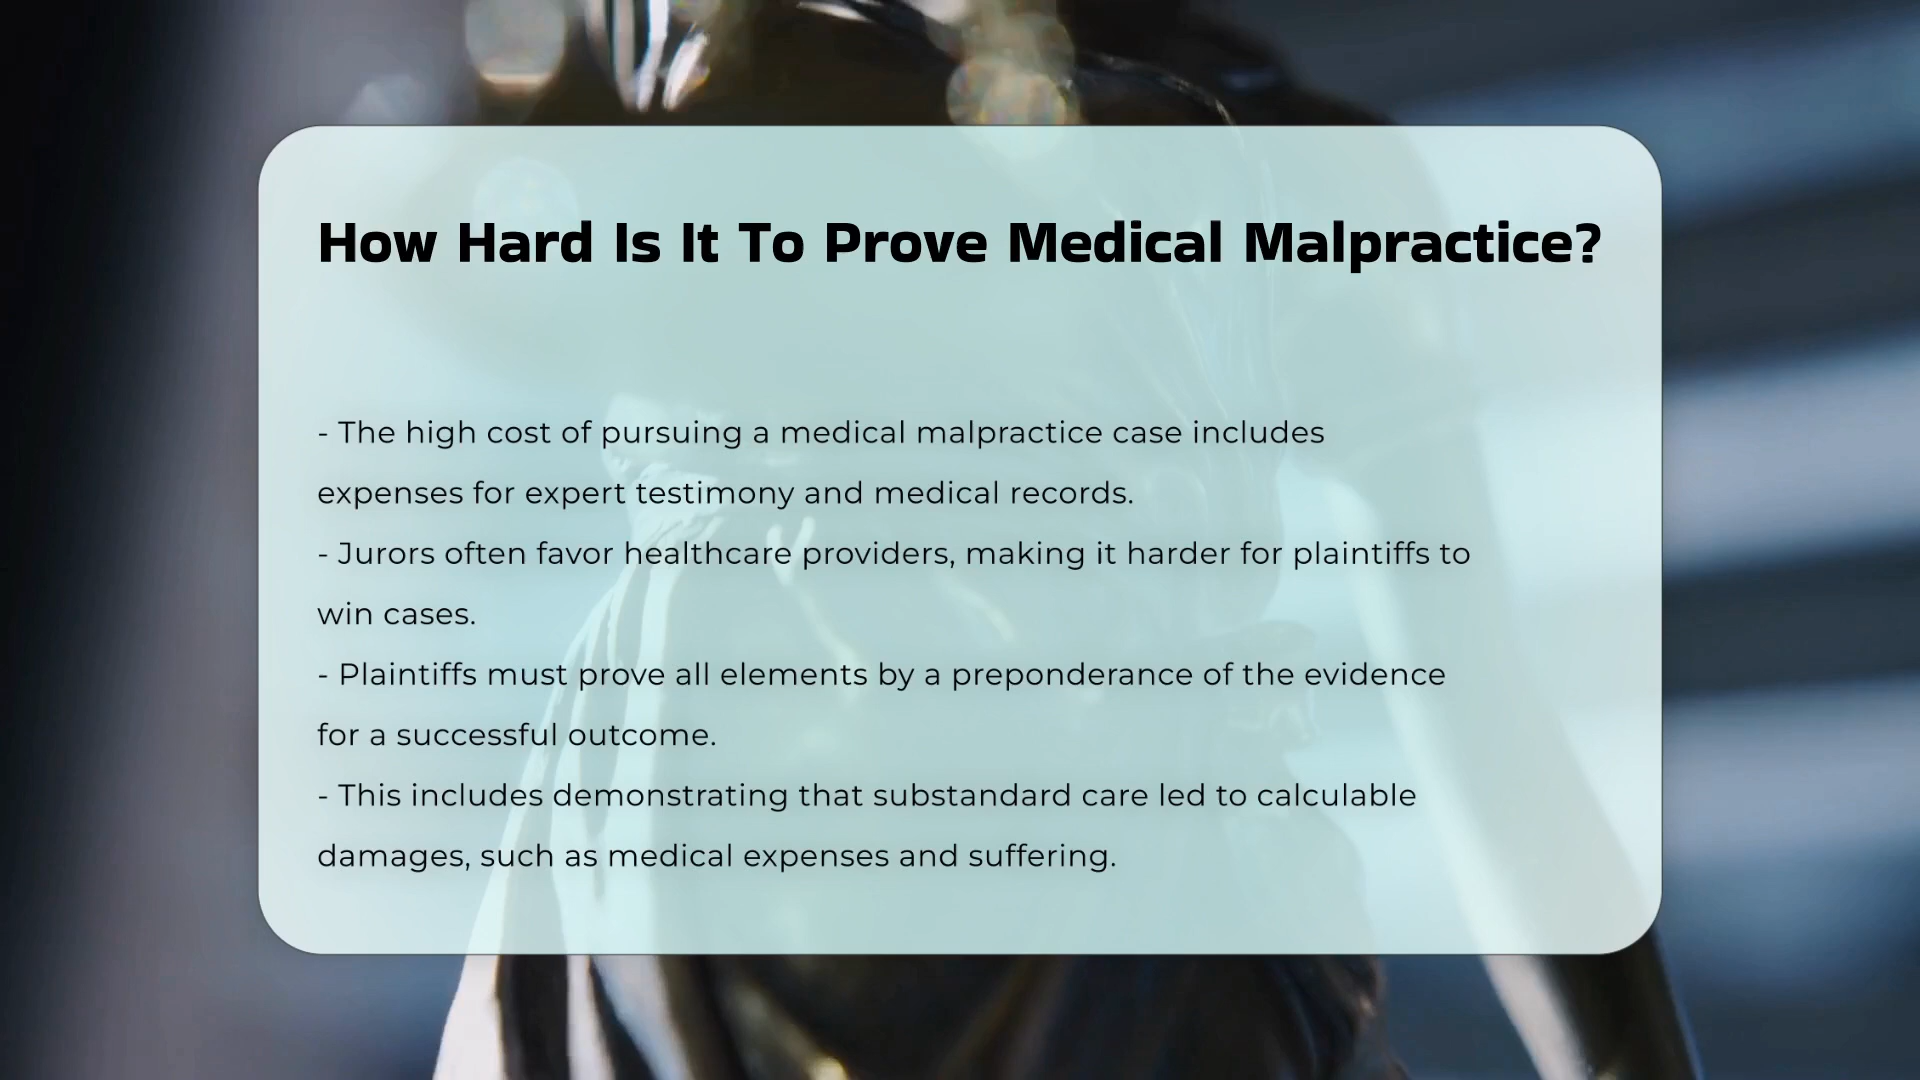 How Hard Is It To Prove Medical Malpractice?
- The high cost of pursuing a medical malpractice case includes
expenses for expert testimony and medical records.
- Jurors often favor healthcare providers, making it harder for plaintiffs to
win cases.
- Plaintiffs must prove all elements by a preponderance of the evidence
for a successful outcome.
- This includes demonstrating that substandard care led to calculable
damages, such as medical expenses and suffering.